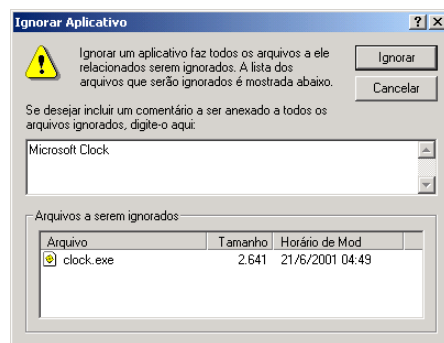 Ignorar Aplicativo
Ignorar um aplicativo faz todos os arquivos a ele
relacionados serem ignorados. A lista dos
arquivos que serão ignorados é mostrada abaixo.
Ignorar
Cancelar
Se desejar incluir um comentário a ser anexado a todos os
arquivos ignorados, digite-o aqui:
Microsoft Clock
Arquivos a serem ignorados
Arquivo Tamanho Horário de Mod
clock.exe 2.641 21/6/2001 04:49